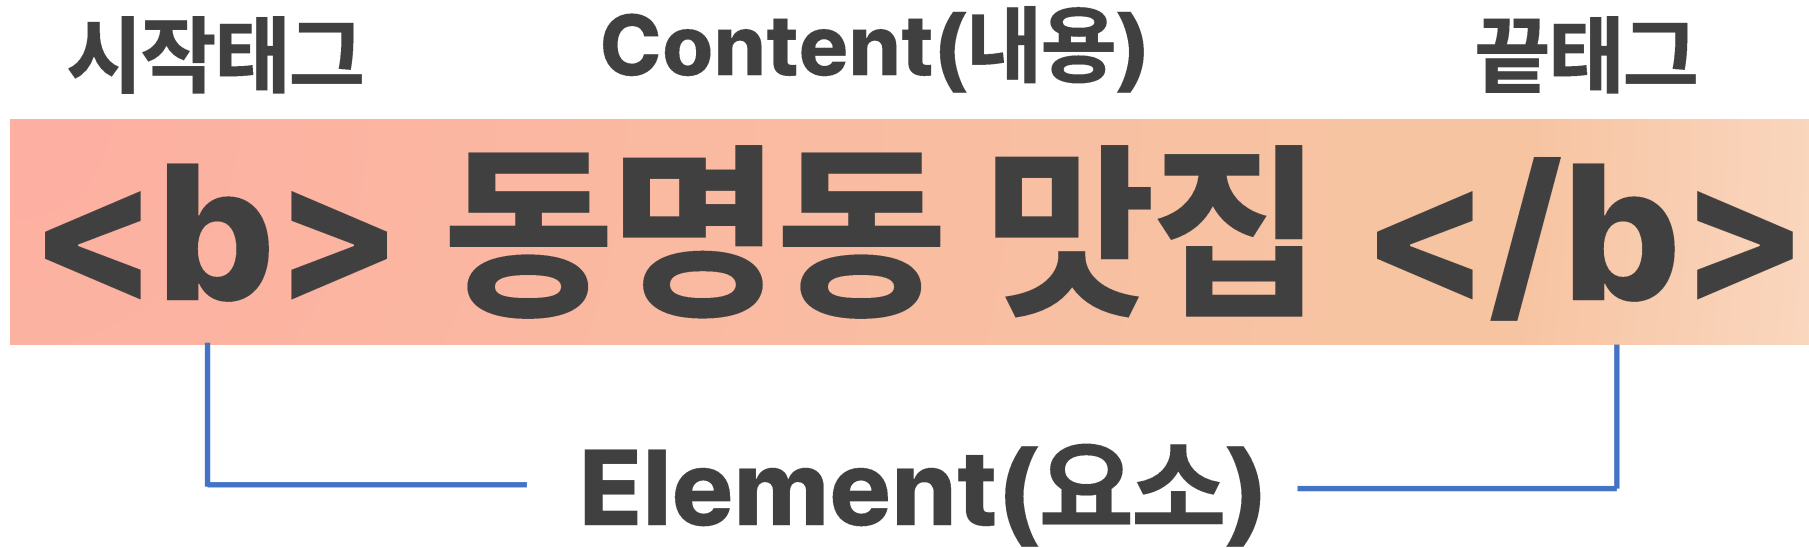 시작태그 Content(내용) 끝태그
<b> 동명동 맛집 </b>
Element(요소)